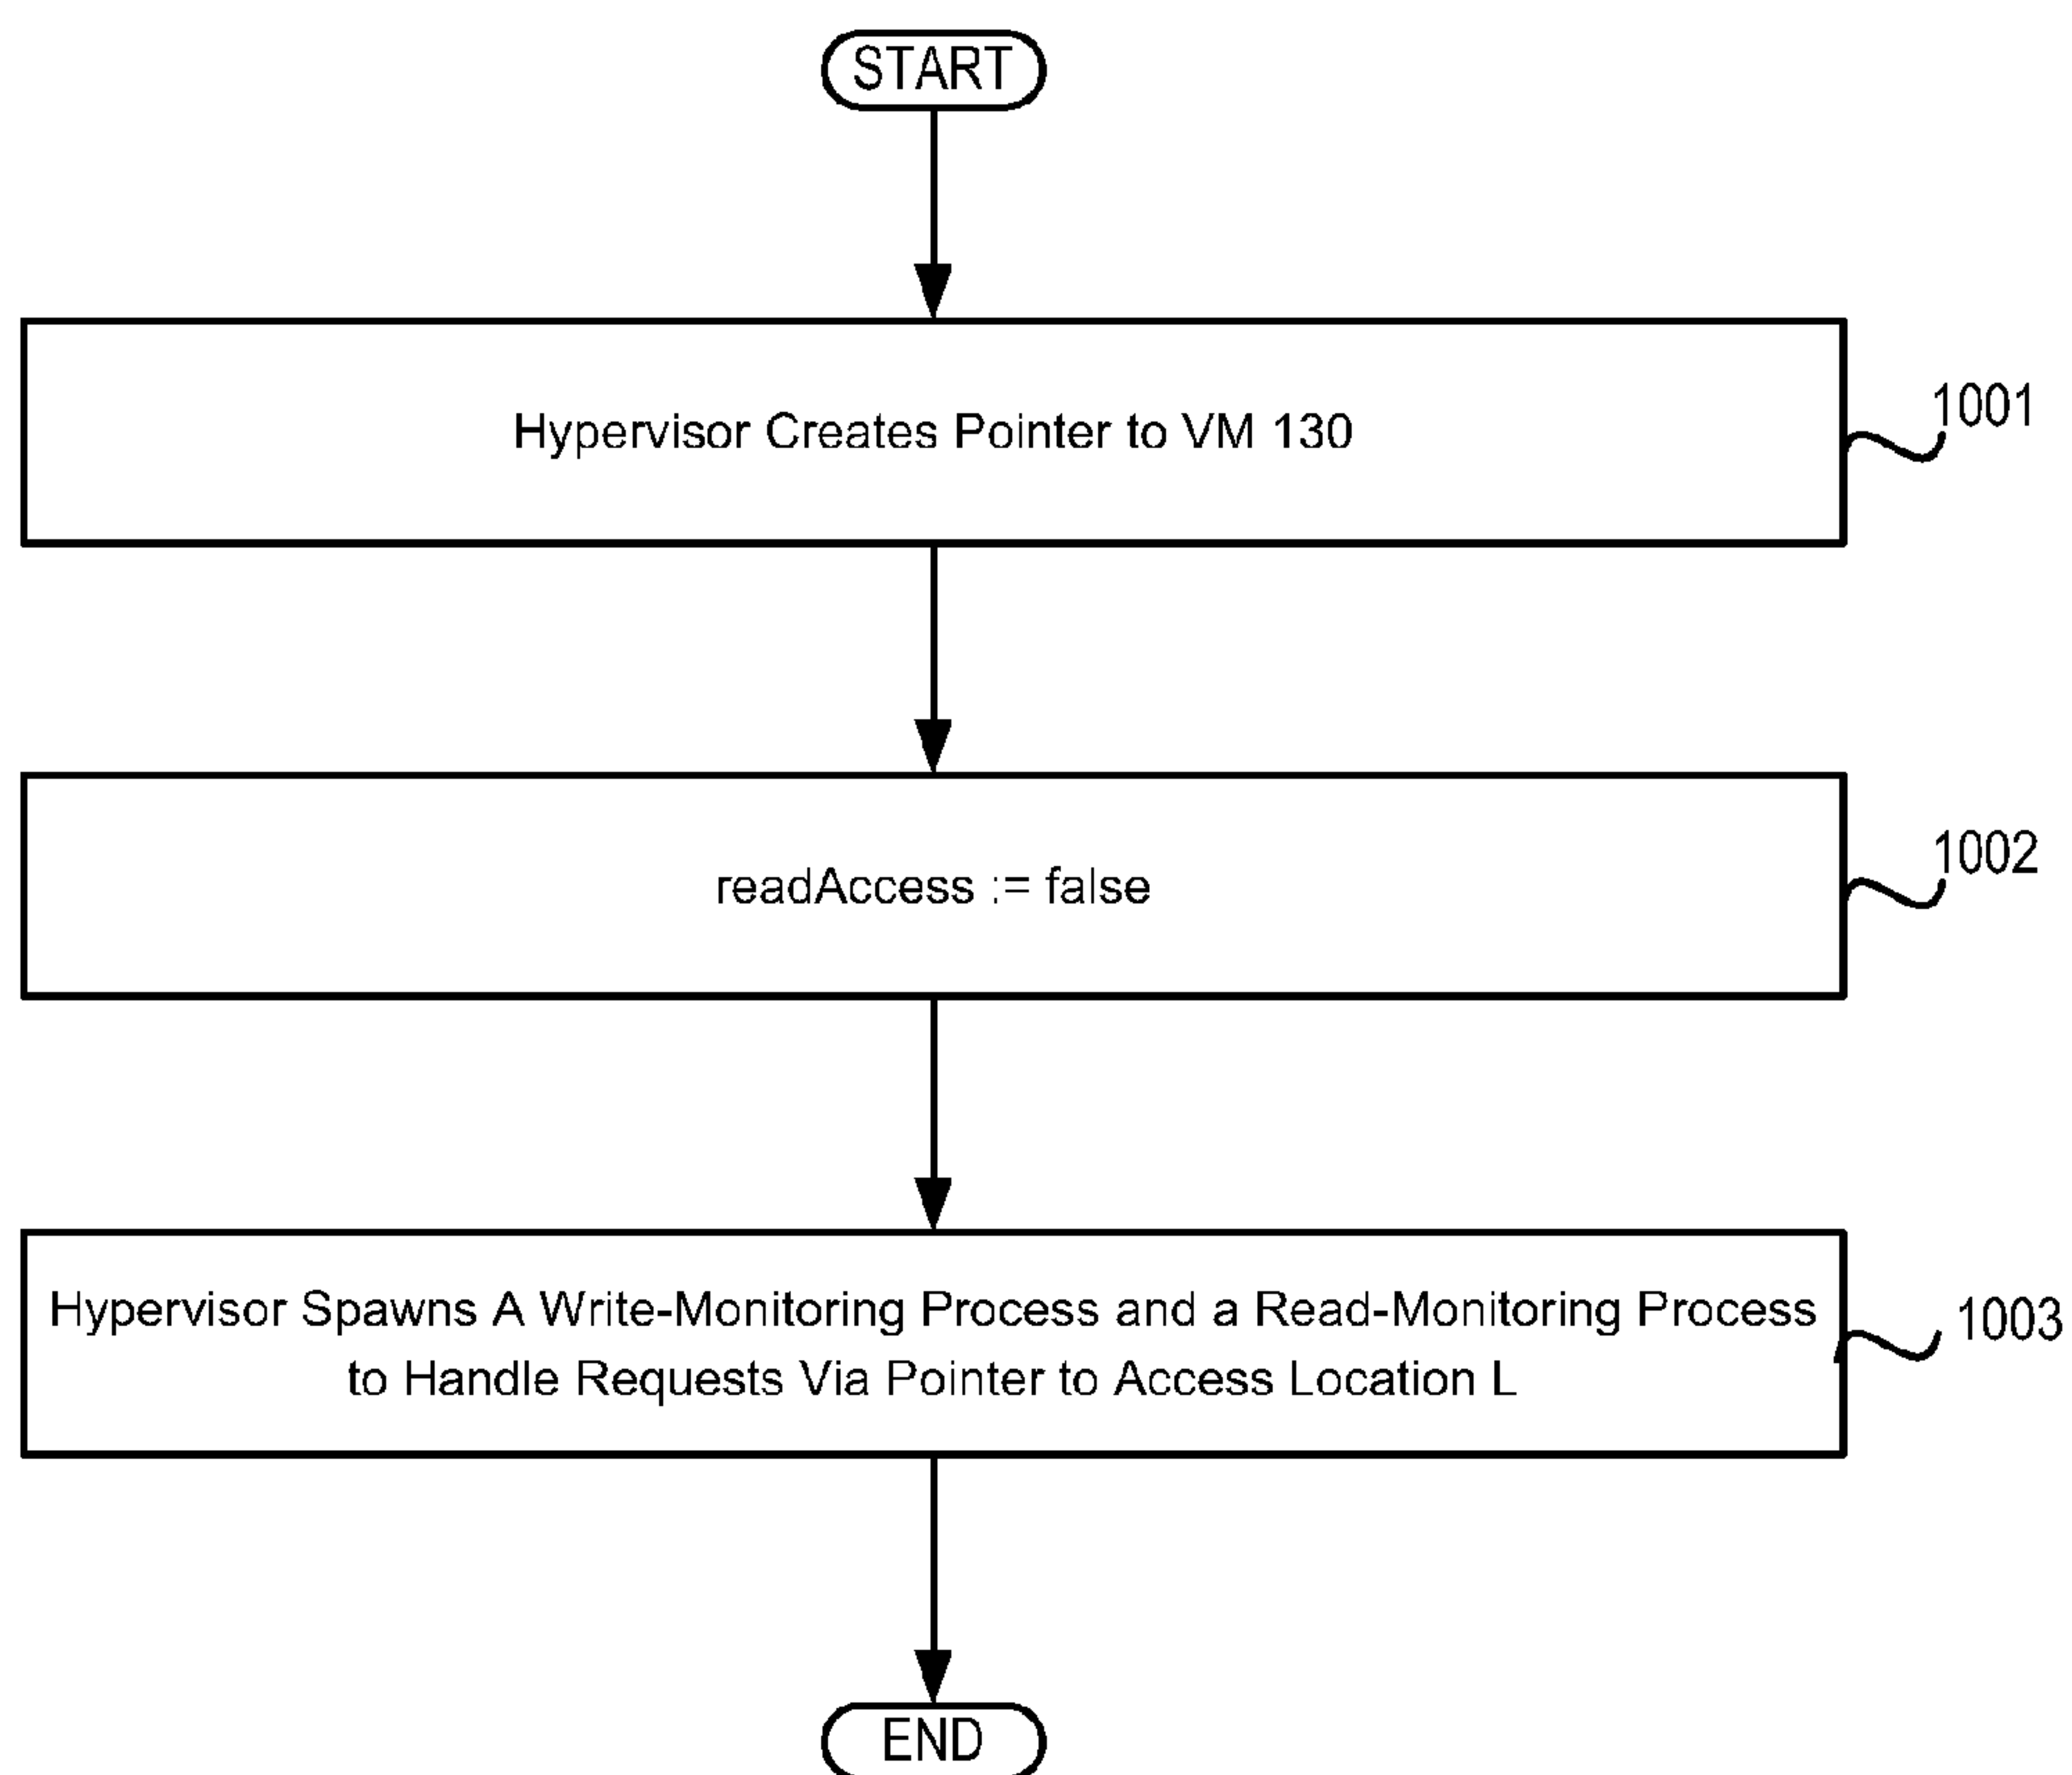 START
Hypervisor Creates Pointer to VM 130
1001
readAccess := false
1002
Hypervisor Spawns A Write-Monitoring Process and a Read-Monitoring Process
to Handle Requests Via Pointer to Access Location L
1003
END